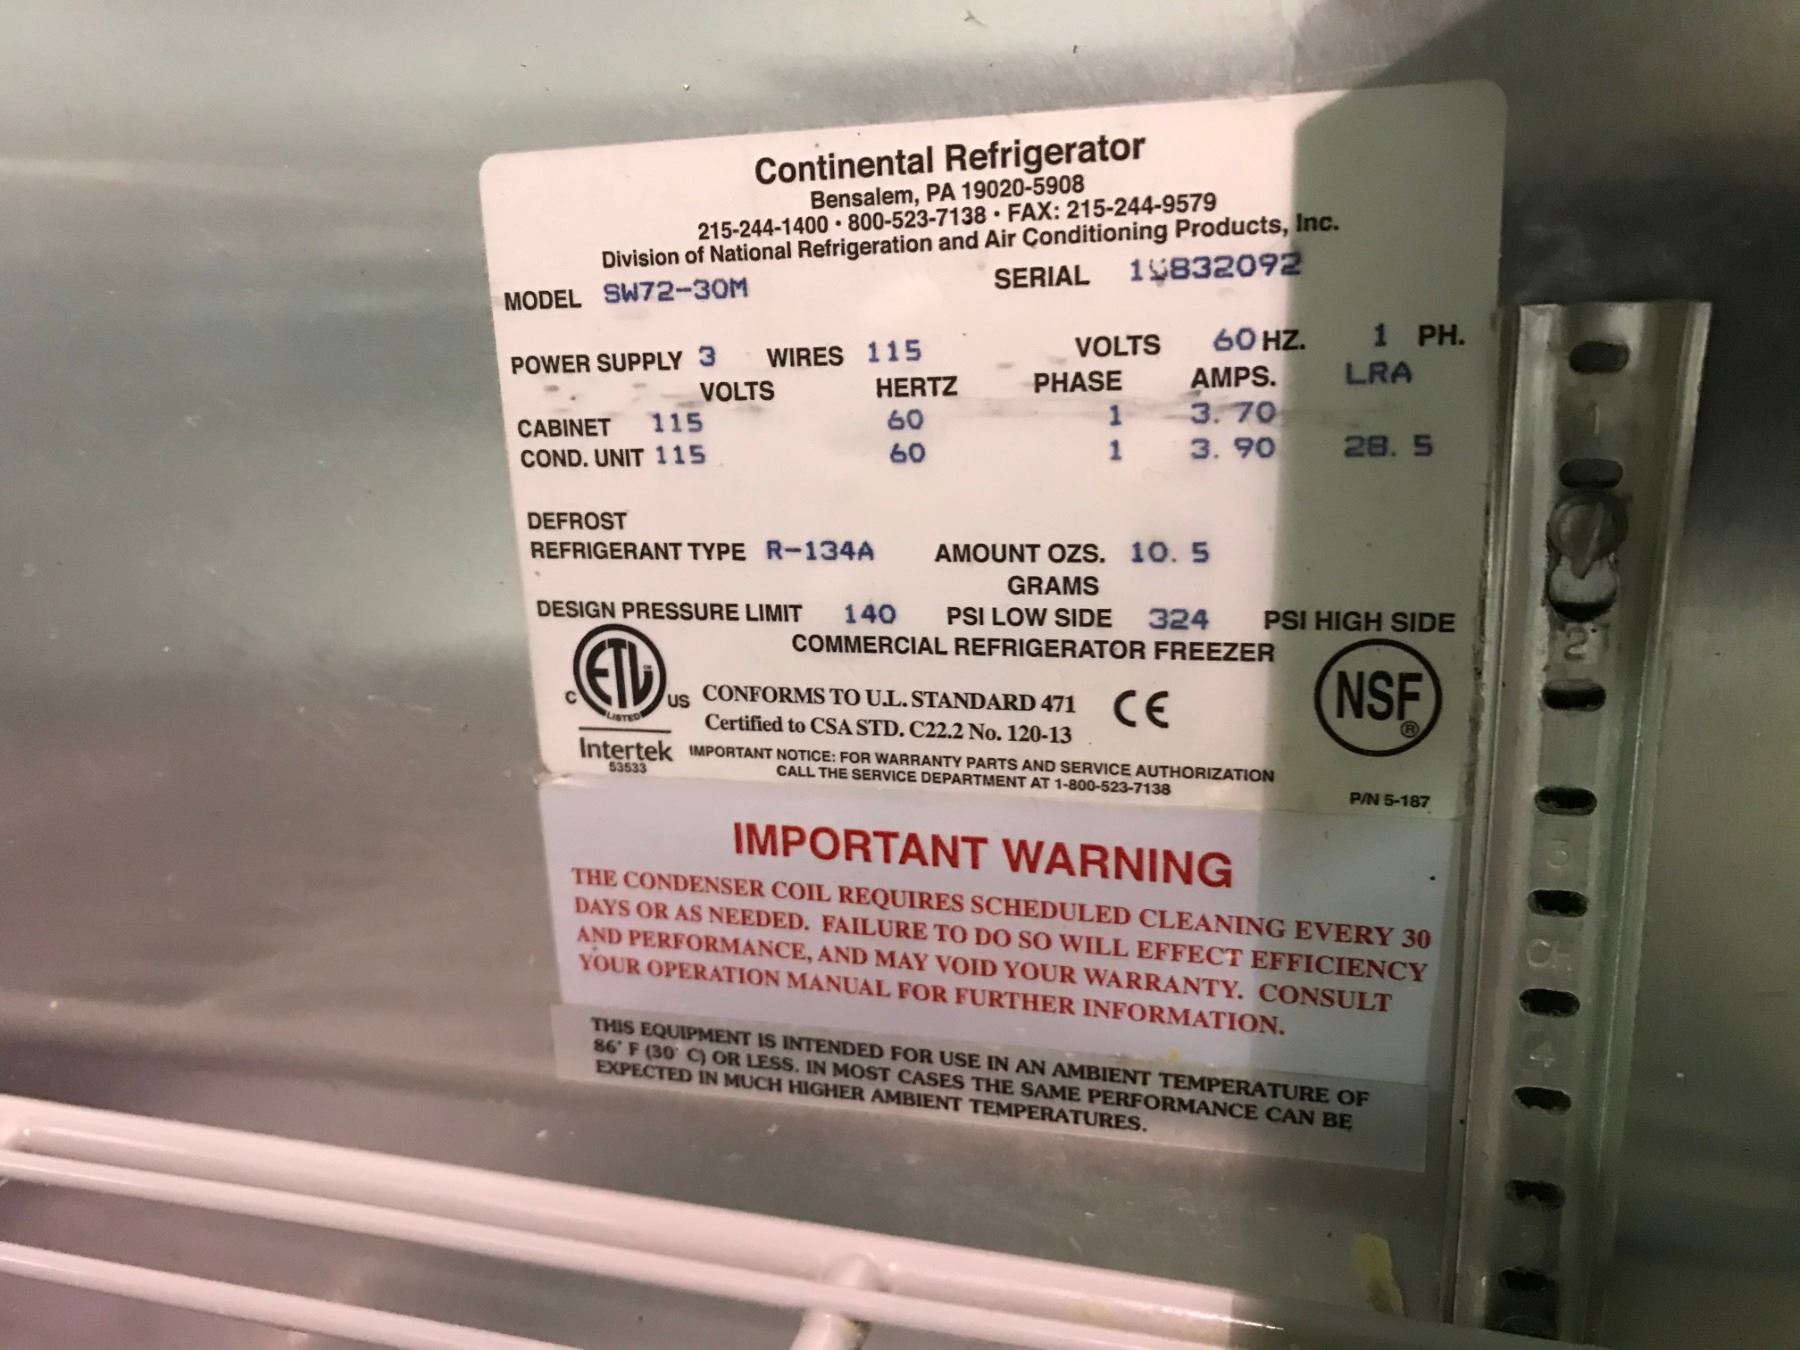 Continental Refrigerator
Bensalem, PA 19020-5908
215-244-1400 • 800-523-7138 • FAX: 215-244-9579
Division of National Refrigeration and Air Conditioning Products, Inc.
MODEL SW72-30M SERIAL
POWER SUPPLY 3 WIRES 115 VOLTS 60 HZ. 1 PH.
VOLTS HERTZ PHASE AMPS. LRA
CABINET 115 60 1 3.70
COND. UNIT 115 60 1 3.90 28.5
DEFROST
REFRIGERANT TYPE R-134A AMOUNT OZS. 10.5
GRAMS
DESIGN PRESSURE LIMIT 140 PSI LOW SIDE 324 PSI HIGH SIDE
COMMERCIAL REFRIGERATOR FREEZER
C ETL US LISTED
CONFORMS TO U.L. STANDARD 471 CE
NSF ®
Certified to CSA STD. C22.2 No. 120-13
Intertek
53533
IMPORTANT NOTICE: FOR WARRANTY PARTS AND SERVICE AUTHORIZATION
CALL THE SERVICE DEPARTMENT AT 1-800-523-7138
P/N 5-187
IMPORTANT WARNING
THE CONDENSER COIL REQUIRES SCHEDULED CLEANING EVERY 30
DAYS OR AS NEEDED. FAILURE TO DO SO WILL EFFECT EFFICIENCY
AND PERFORMANCE, AND MAY VOID YOUR WARRANTY. CONSULT
YOUR OPERATION MANUAL FOR FURTHER INFORMATION.
THIS EQUIPMENT IS INTENDED FOR USE IN AN AMBIENT TEMPERATURE OF
86° F (30° C) OR LESS. IN MOST CASES THE SAME PERFORMANCE CAN BE
EXPECTED IN MUCH HIGHER AMBIENT TEMPERATURES.
1
2
3
4